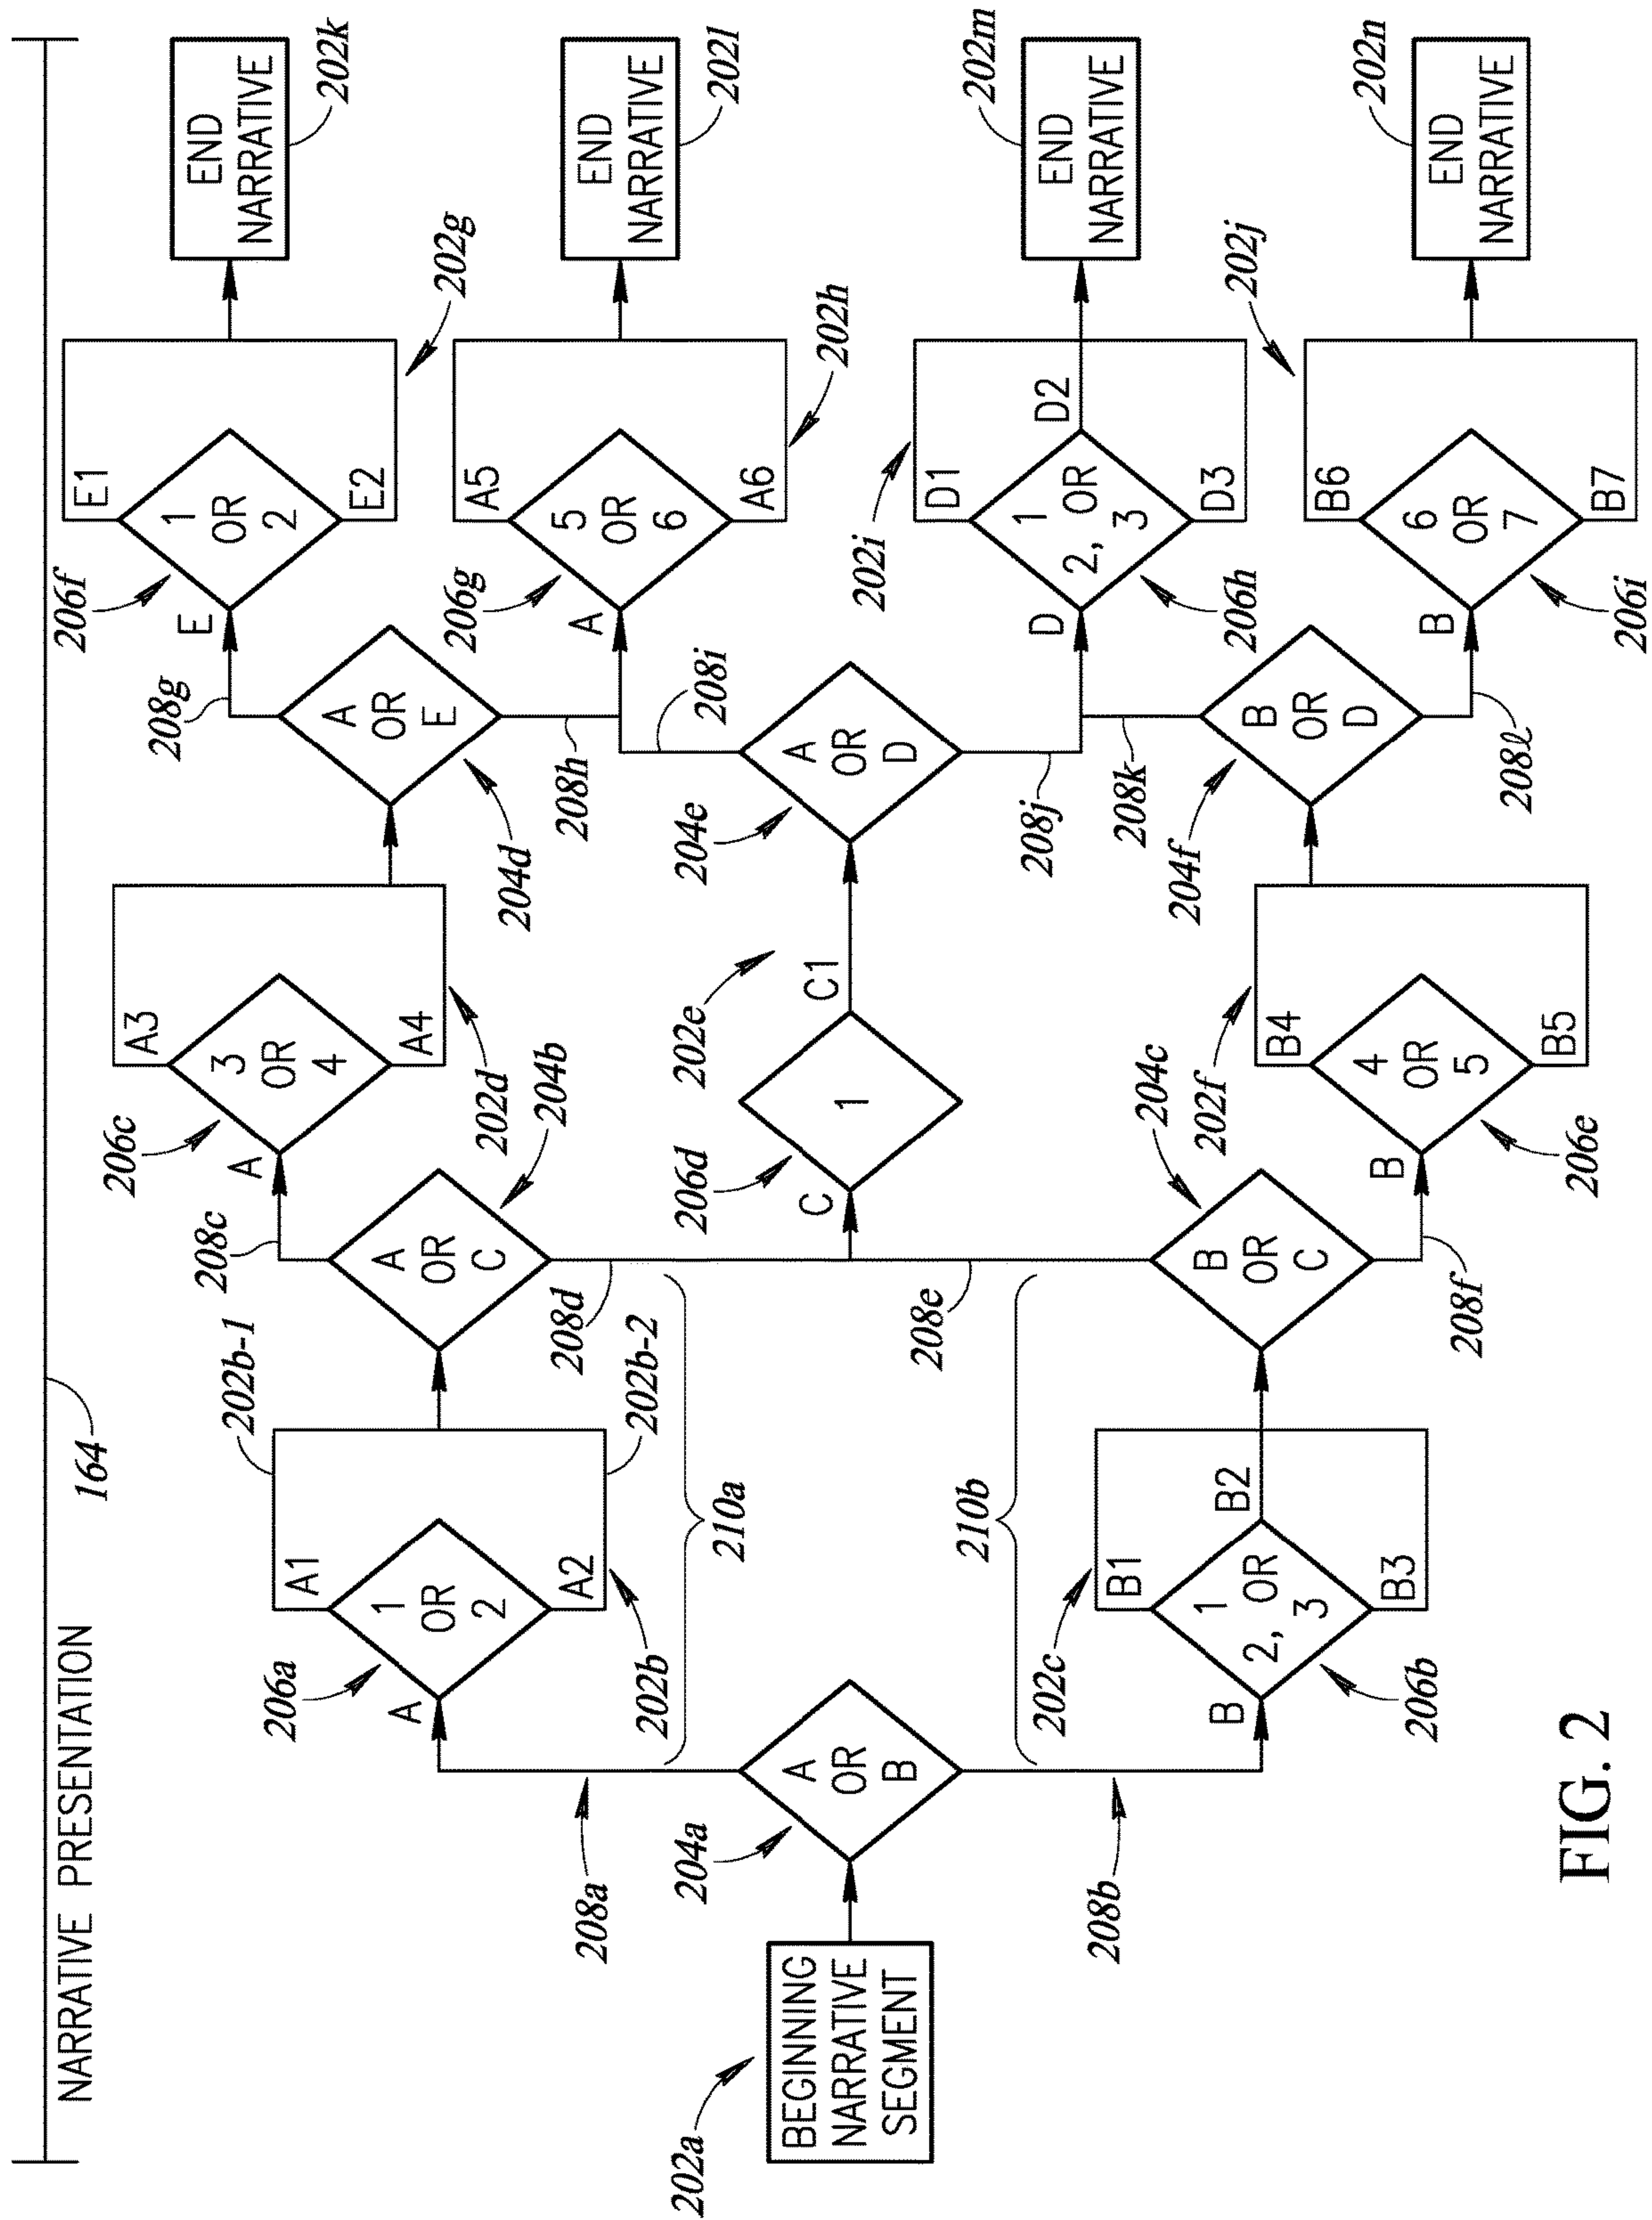 NARRATIVE PRESENTATION
164
202a
BEGINNING
NARRATIVE
SEGMENT
204a
A
OR
B
208a
208b
A
206a
1
OR
2
A1
A2
202b
202b-1
202b-2
210a
B
206b
1 OR
2, 3
B1
B2
B3
202c
210b
204b
A
OR
C
208c
208d
204c
B
OR
C
208e
208f
A
206c
3
OR
4
A3
A4
202d
C
206d
1
C1
202e
B
206e
4
OR
5
B4
B5
202f
204d
A
OR
E
208g
208h
204e
A
OR
D
208i
208j
204f
B
OR
D
208k
208ℓ
E
206f
1
OR
2
E1
E2
202g
A
206g
5
OR
6
A5
A6
202h
D
206h
1 OR
2, 3
D1
D2
D3
202i
B
206i
6
OR
7
B6
B7
202j
END
NARRATIVE
202k
END
NARRATIVE
202l
END
NARRATIVE
202m
END
NARRATIVE
202n
FIG. 2